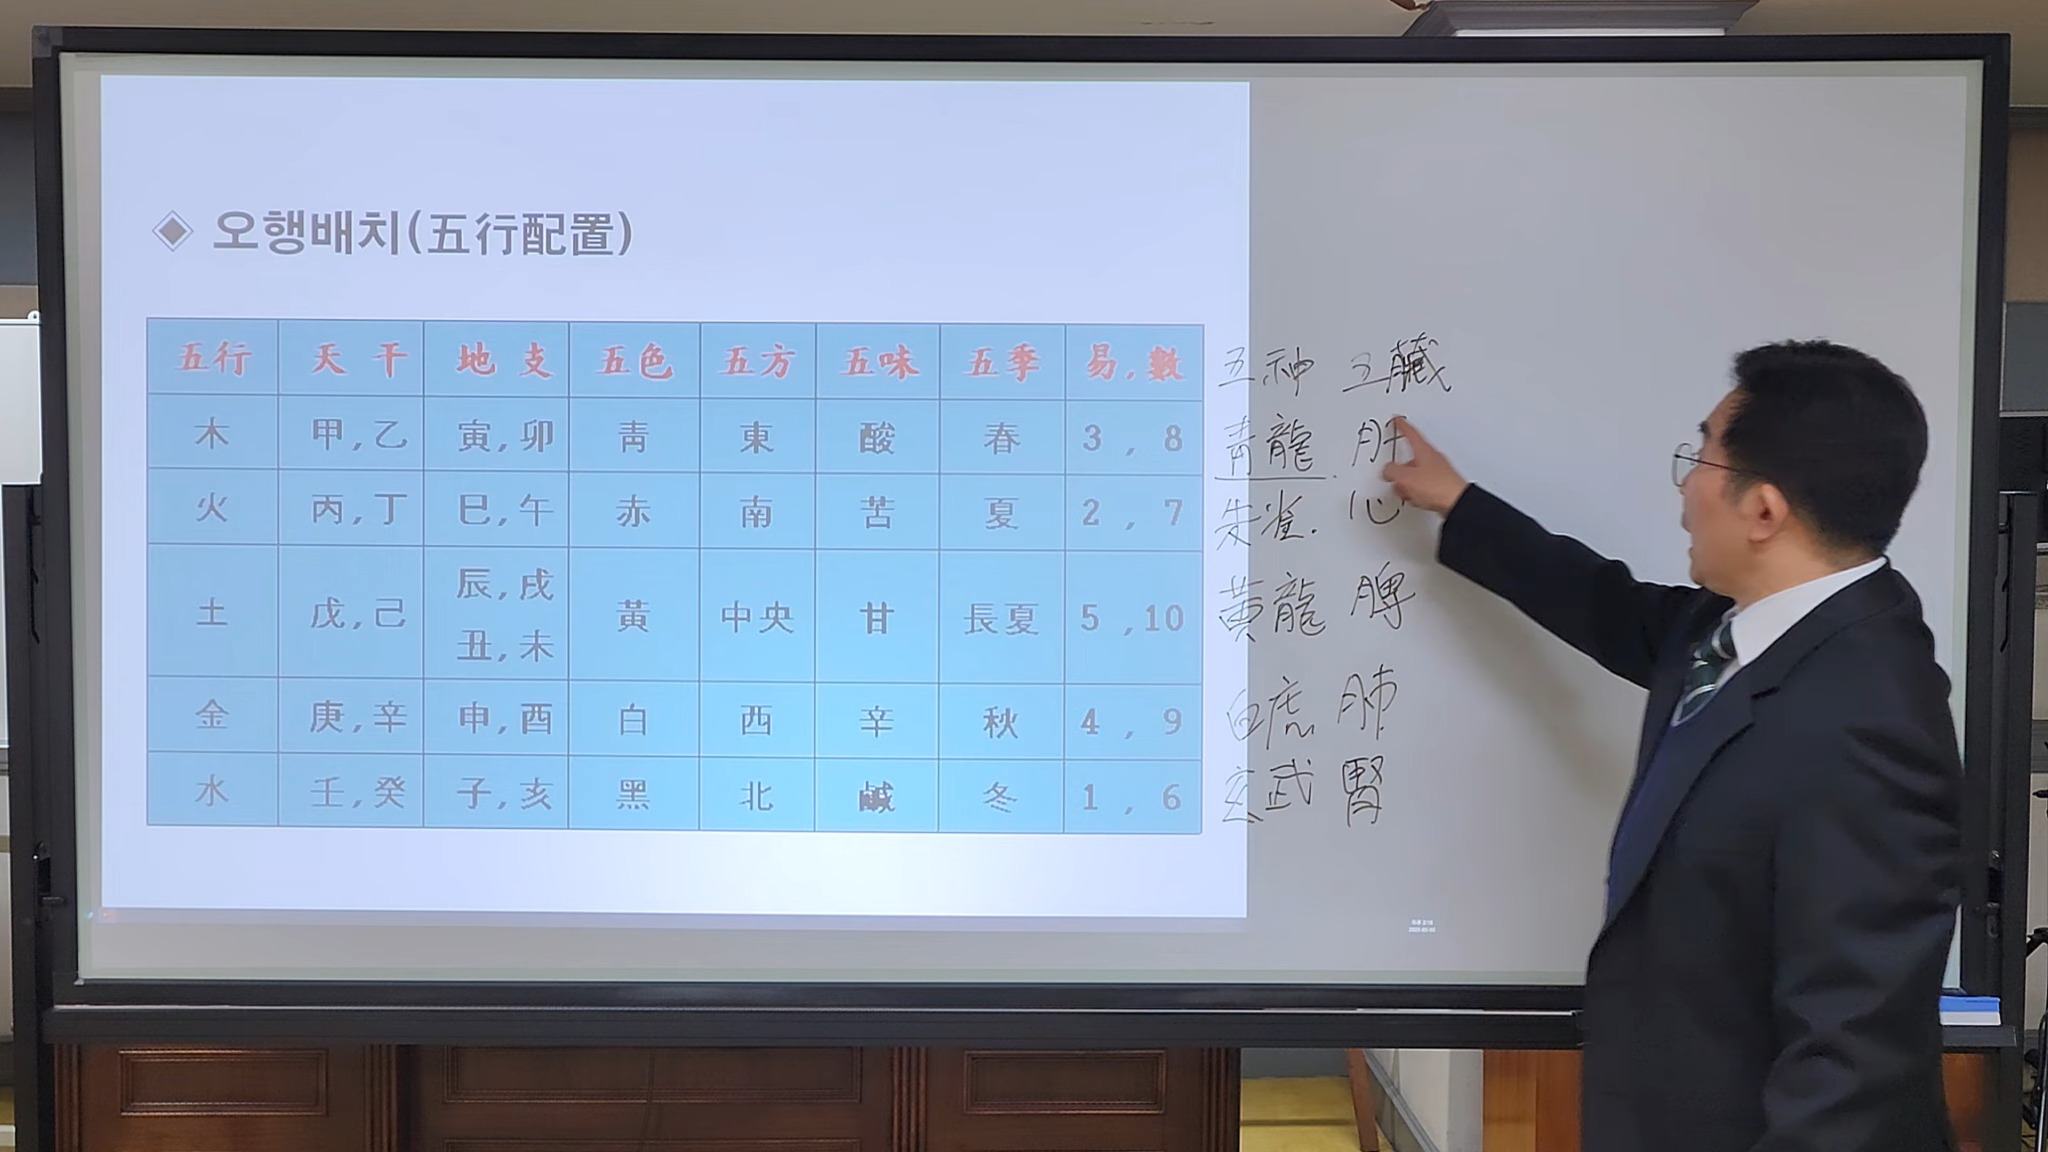 ◈ 오행배치(五行配置)
五行 天干 地支 五色 五方 五味 五季 易,數 五神 五臟
木 甲,乙 寅,卯 靑 東 酸 春 3 , 8 靑龍. 肝
火 丙,丁 巳,午 赤 南 苦 夏 2 , 7 朱雀. 心
土 戊,己 辰,戌 丑,未 黃 中央 甘 長夏 5 ,10 黃龍 脾
金 庚,辛 申,酉 白 西 辛 秋 4 , 9 白虎 肺
水 壬,癸 子,亥 黑 北 鹹 冬 1 , 6 玄武 腎